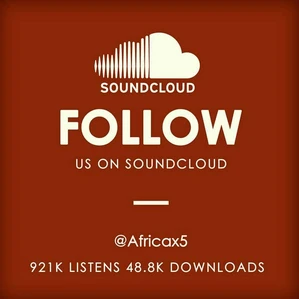 SOUNDCLOUD
FOLLOW
US ON SOUNDCLOUD
@Africax5
921K LISTENS 48.8K DOWNLOADS